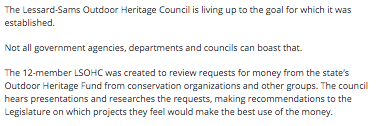 The Lessard-Sams Outdoor Heritage Council is living up to the goal for which it was
established.
Not all government agencies, departments and councils can boast that.
The 12-member LSOHC was created to review requests for money from the state's
Outdoor Heritage Fund from conservation organizations and other groups. The council
hears presentations and researches the requests, making recommendations to the
Legislature on which projects they feel would make the best use of the money.